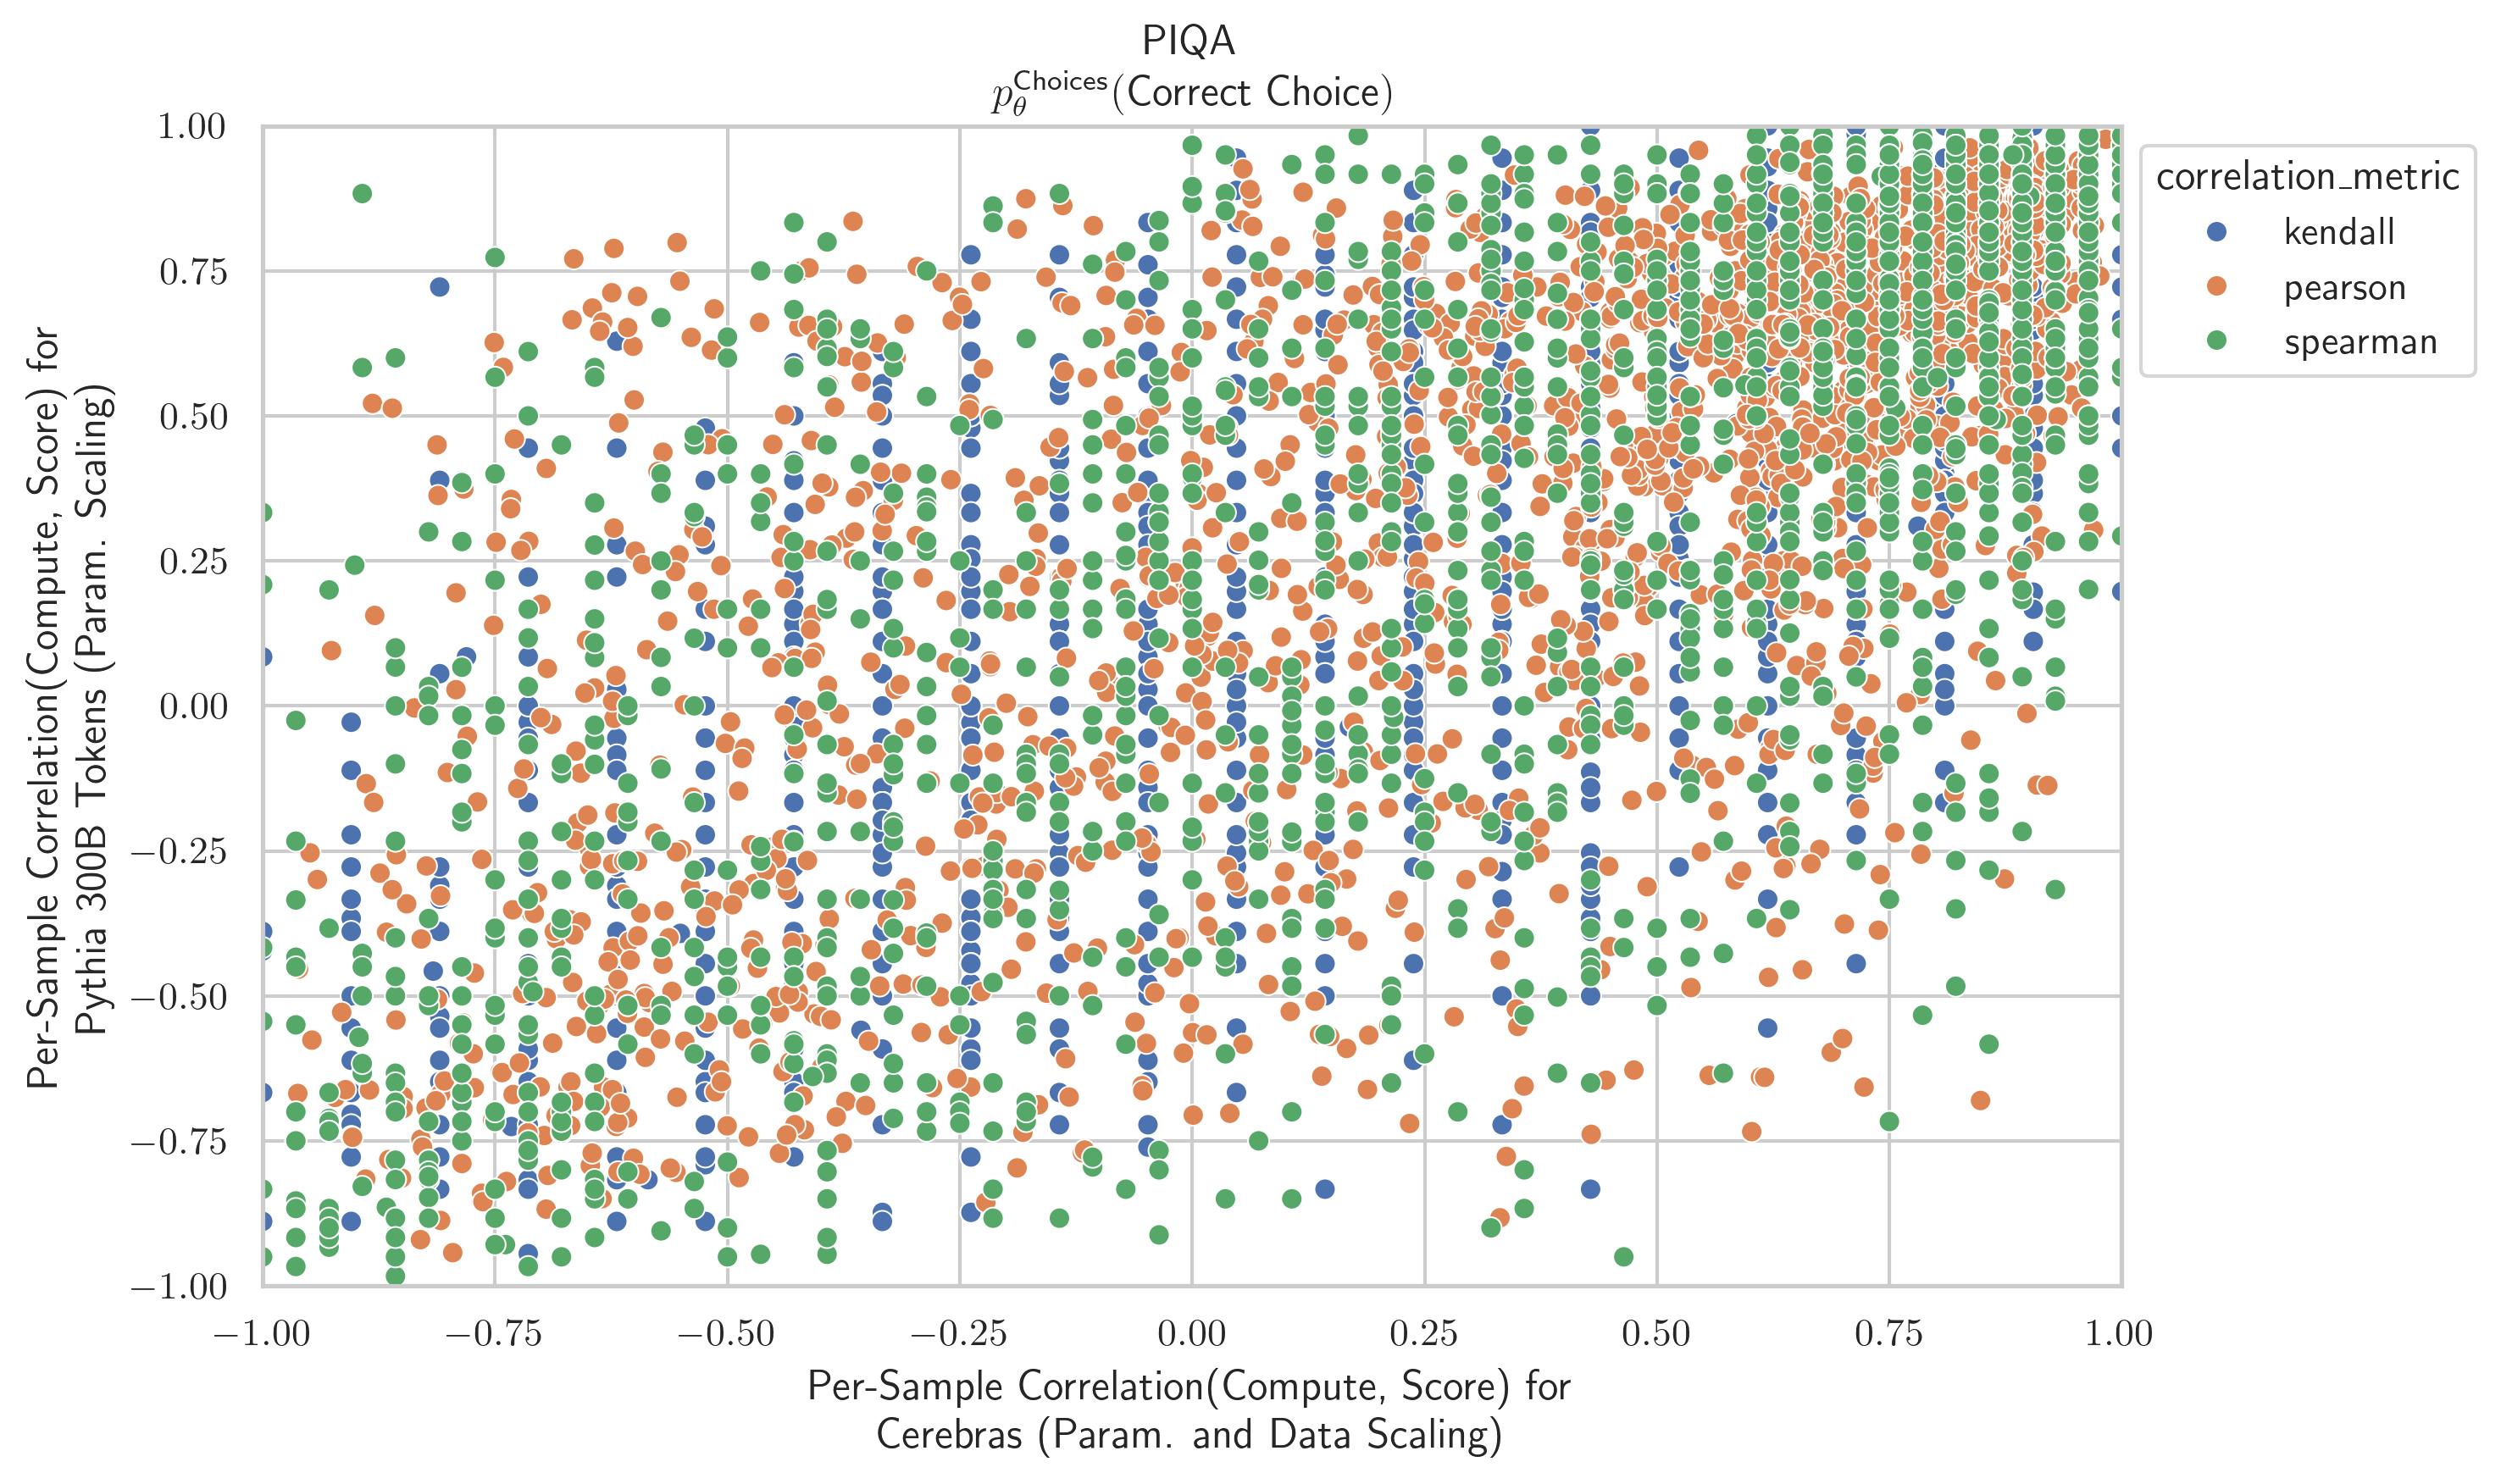 PIQA
p_θ^Choices(Correct Choice)
1.00
0.75
0.50
0.25
0.00
−0.25
−0.50
−0.75
−1.00
Per-Sample Correlation(Compute, Score) for
Pythia 300B Tokens (Param. Scaling)
−1.00 −0.75 −0.50 −0.25 0.00 0.25 0.50 0.75 1.00
Per-Sample Correlation(Compute, Score) for
Cerebras (Param. and Data Scaling)
correlation_metric
kendall
pearson
spearman